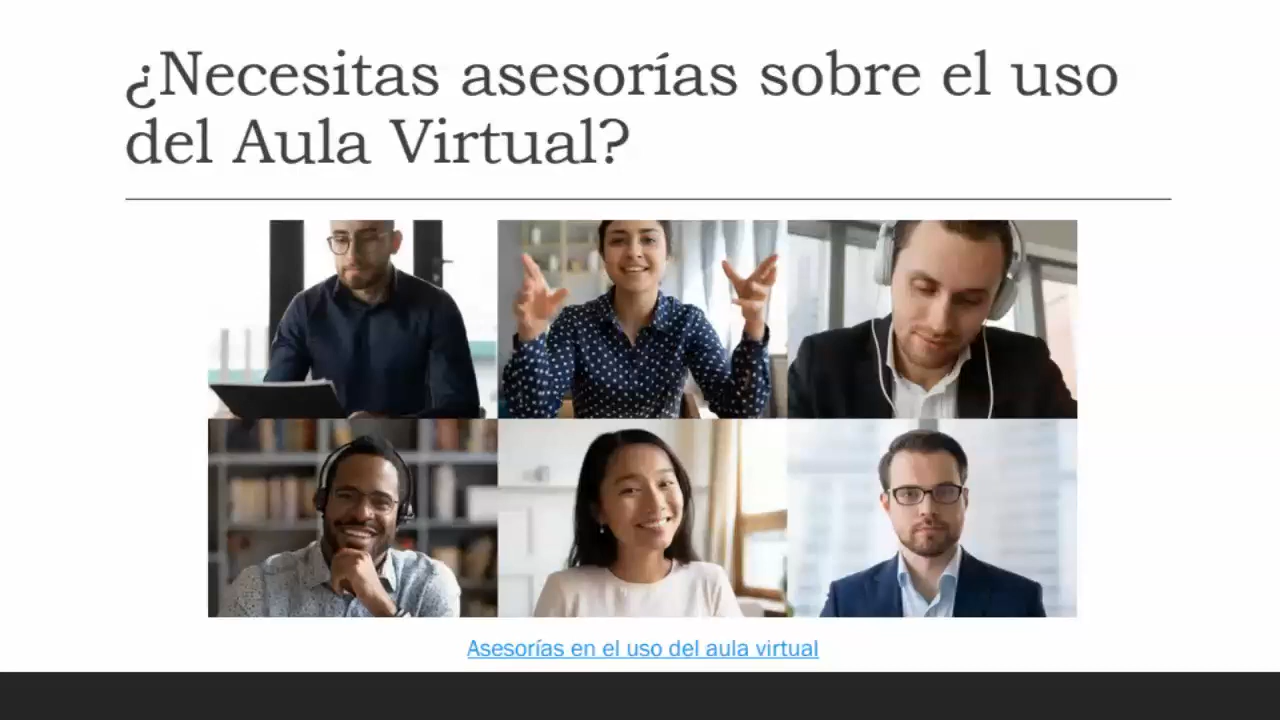 ¿Necesitas asesorías sobre el uso
del Aula Virtual?
Asesorías en el uso del aula virtual